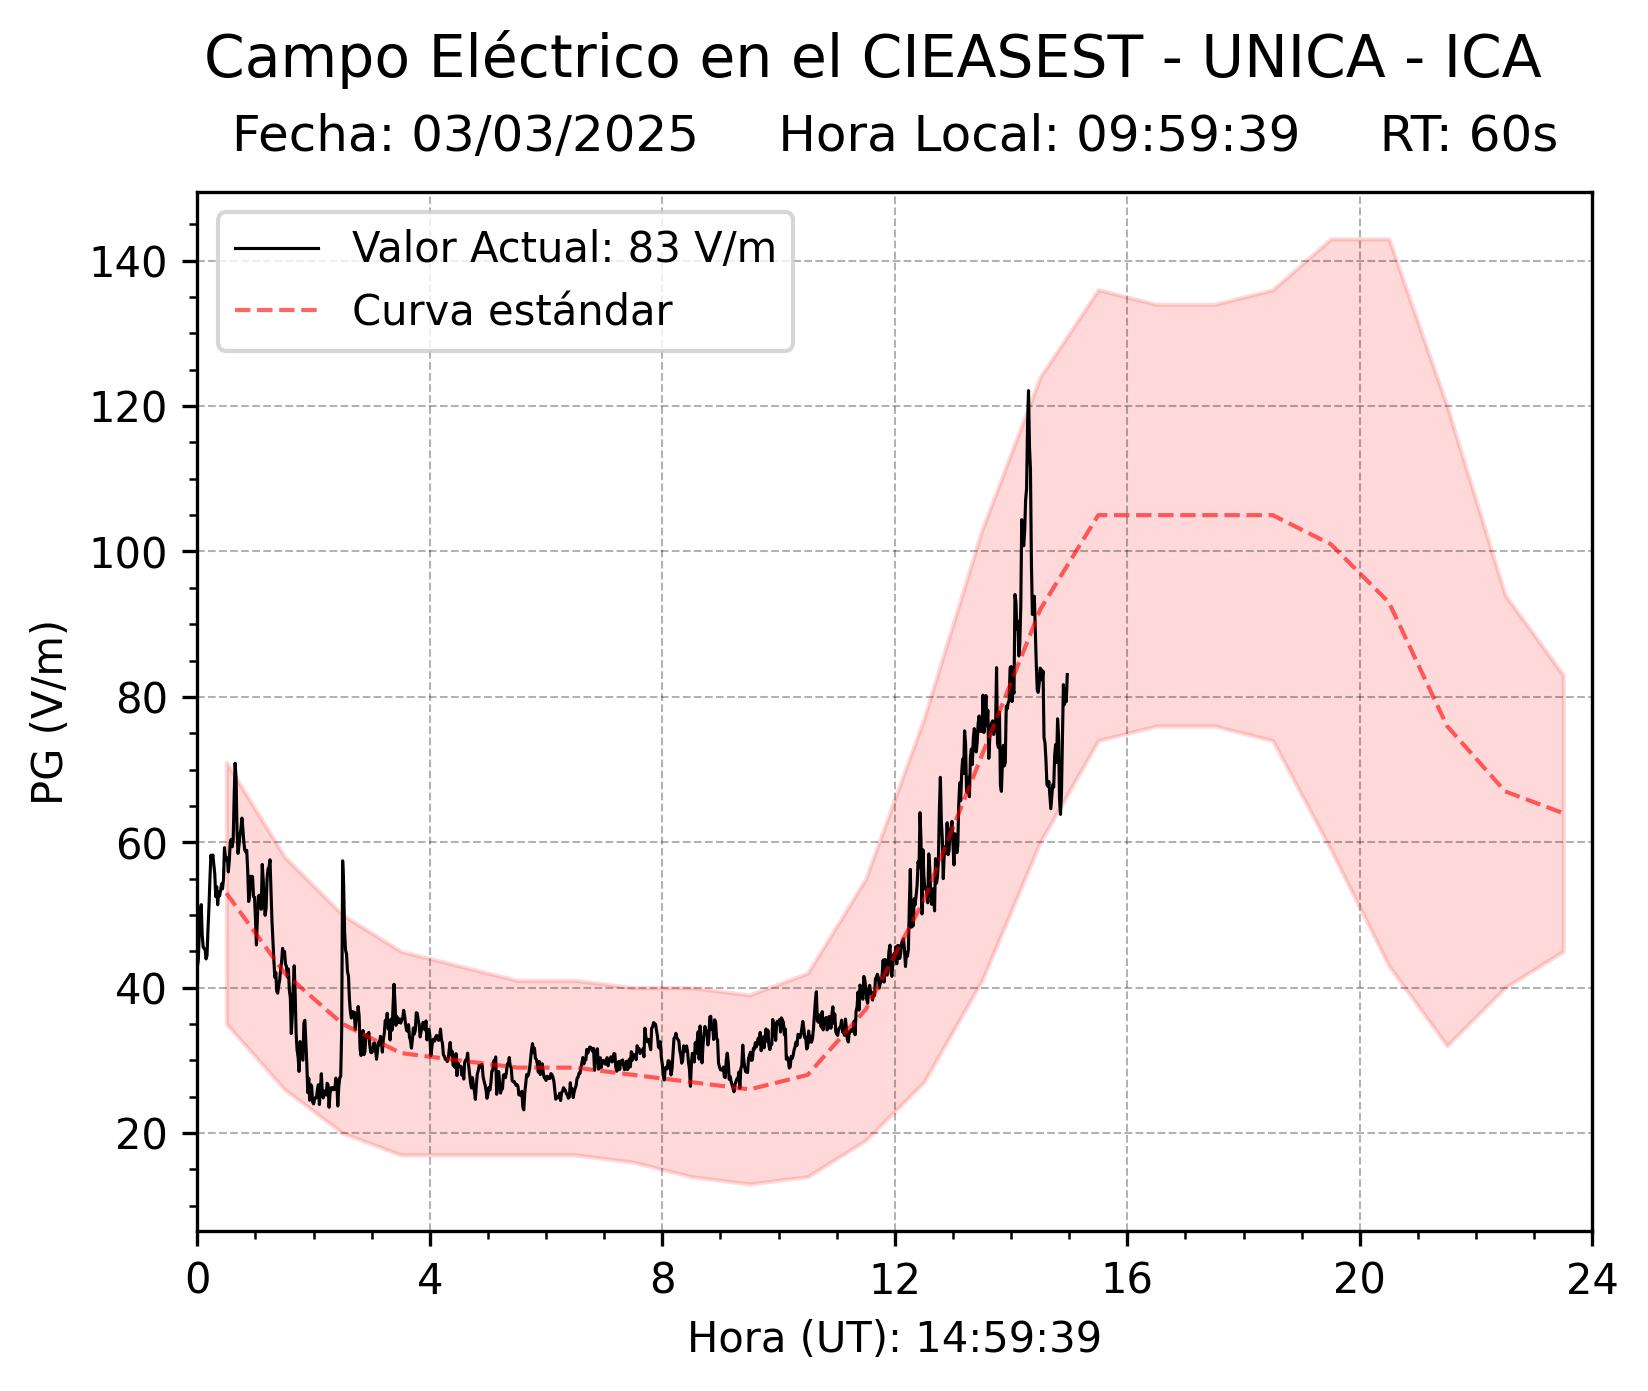 Campo Eléctrico en el CIEASEST - UNICA - ICA
Fecha: 03/03/2025 Hora Local: 09:59:39 RT: 60s
Valor Actual: 83 V/m
Curva estándar
140
120
100
80
60
40
20
PG (V/m)
0 4 8 12 16 20 24
Hora (UT): 14:59:39